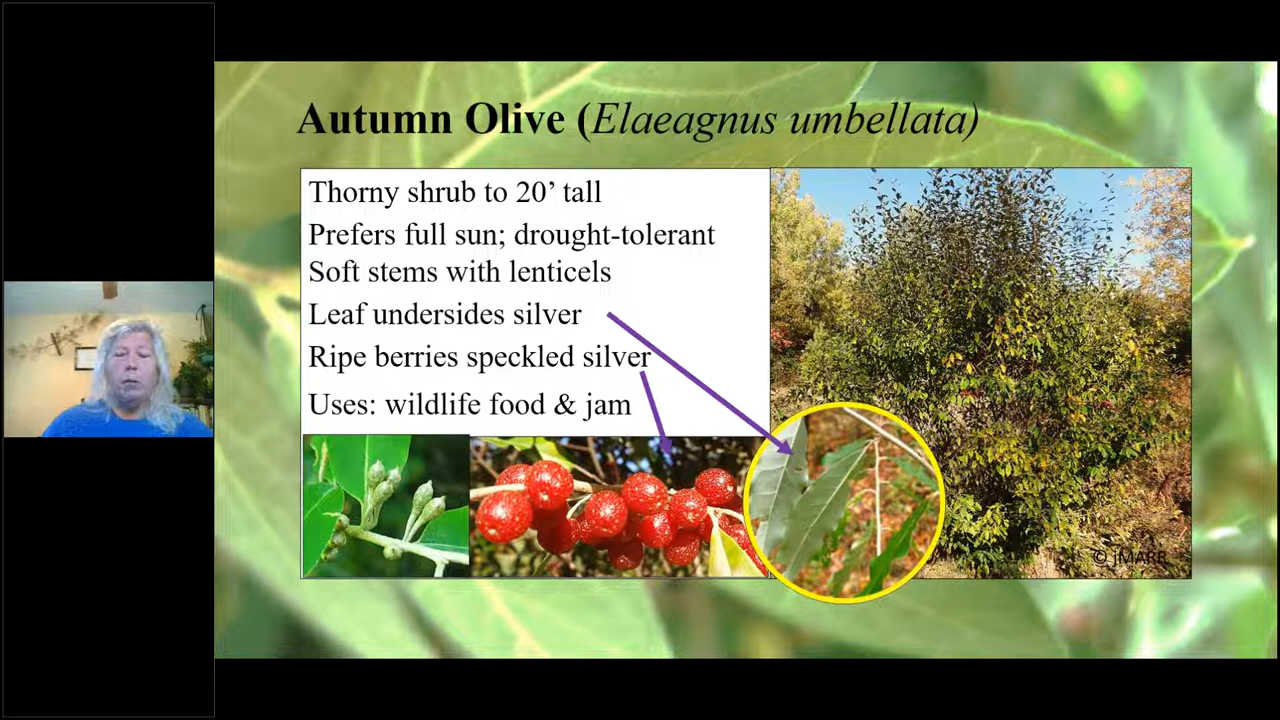 Autumn Olive (Elaeagnus umbellata)
Thorny shrub to 20’ tall
Prefers full sun; drought-tolerant
Soft stems with lenticels
Leaf undersides silver
Ripe berries speckled silver
Uses: wildlife food & jam
© jMARR